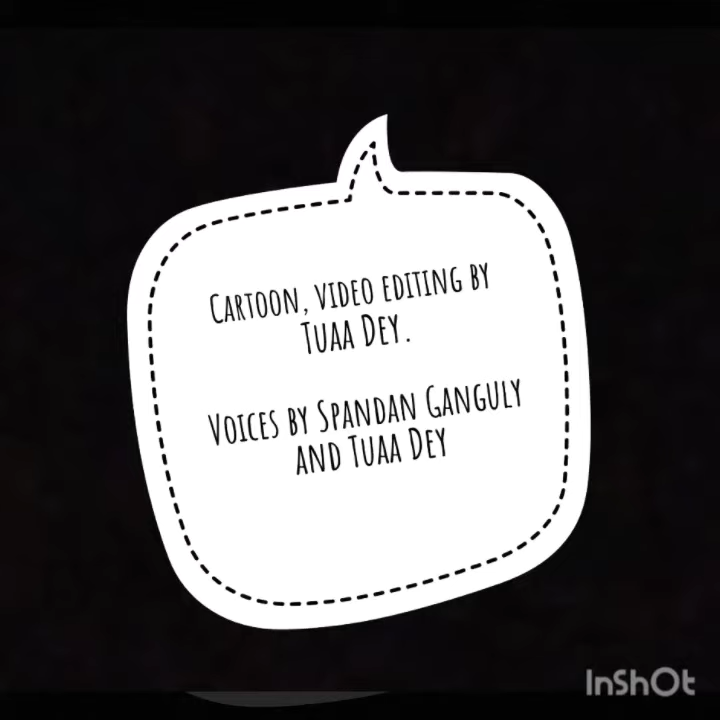 Cartoon, video editing by
Tuaa Dey.
Voices by Spandan Ganguly
and Tuaa Dey
InShOt